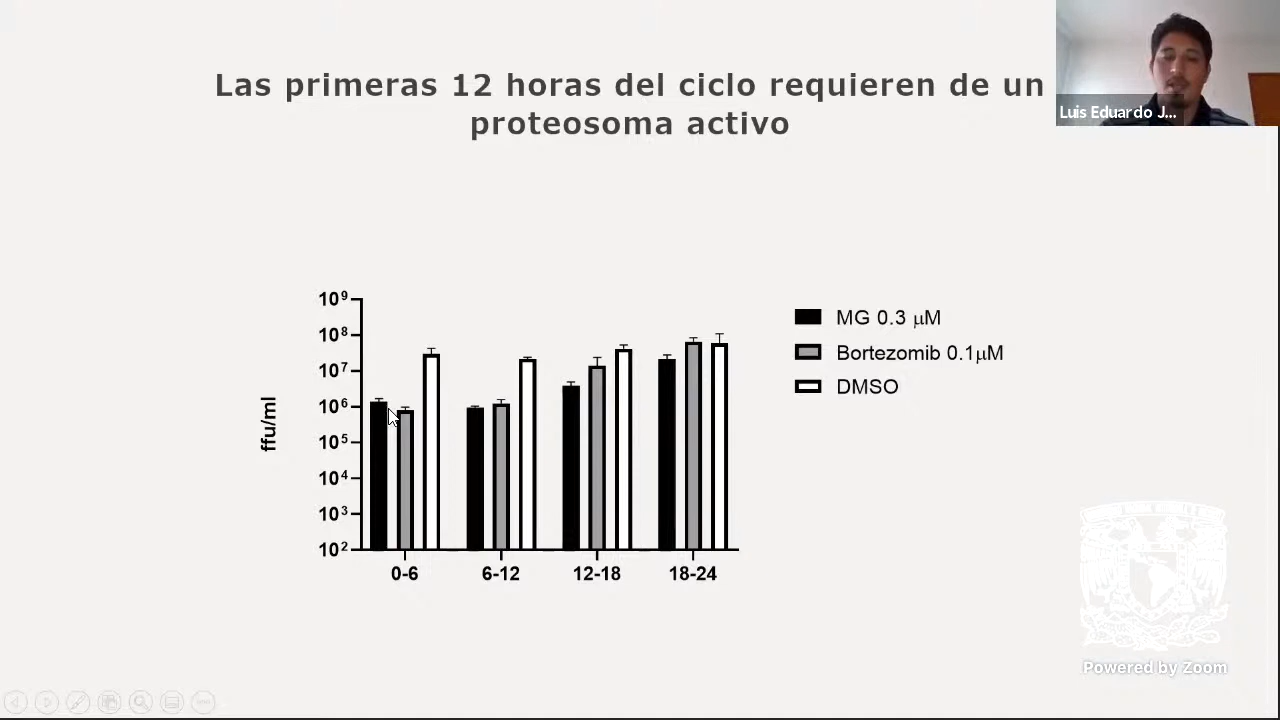 Las primeras 12 horas del ciclo requieren de un
proteosoma activo
Luis Eduardo J...
ffu/ml
10⁹
10⁸
10⁷
10⁶
10⁵
10⁴
10³
10²
0-6
6-12
12-18
18-24
MG 0.3 μM
Bortezomib 0.1μM
DMSO
Powered by Zoom